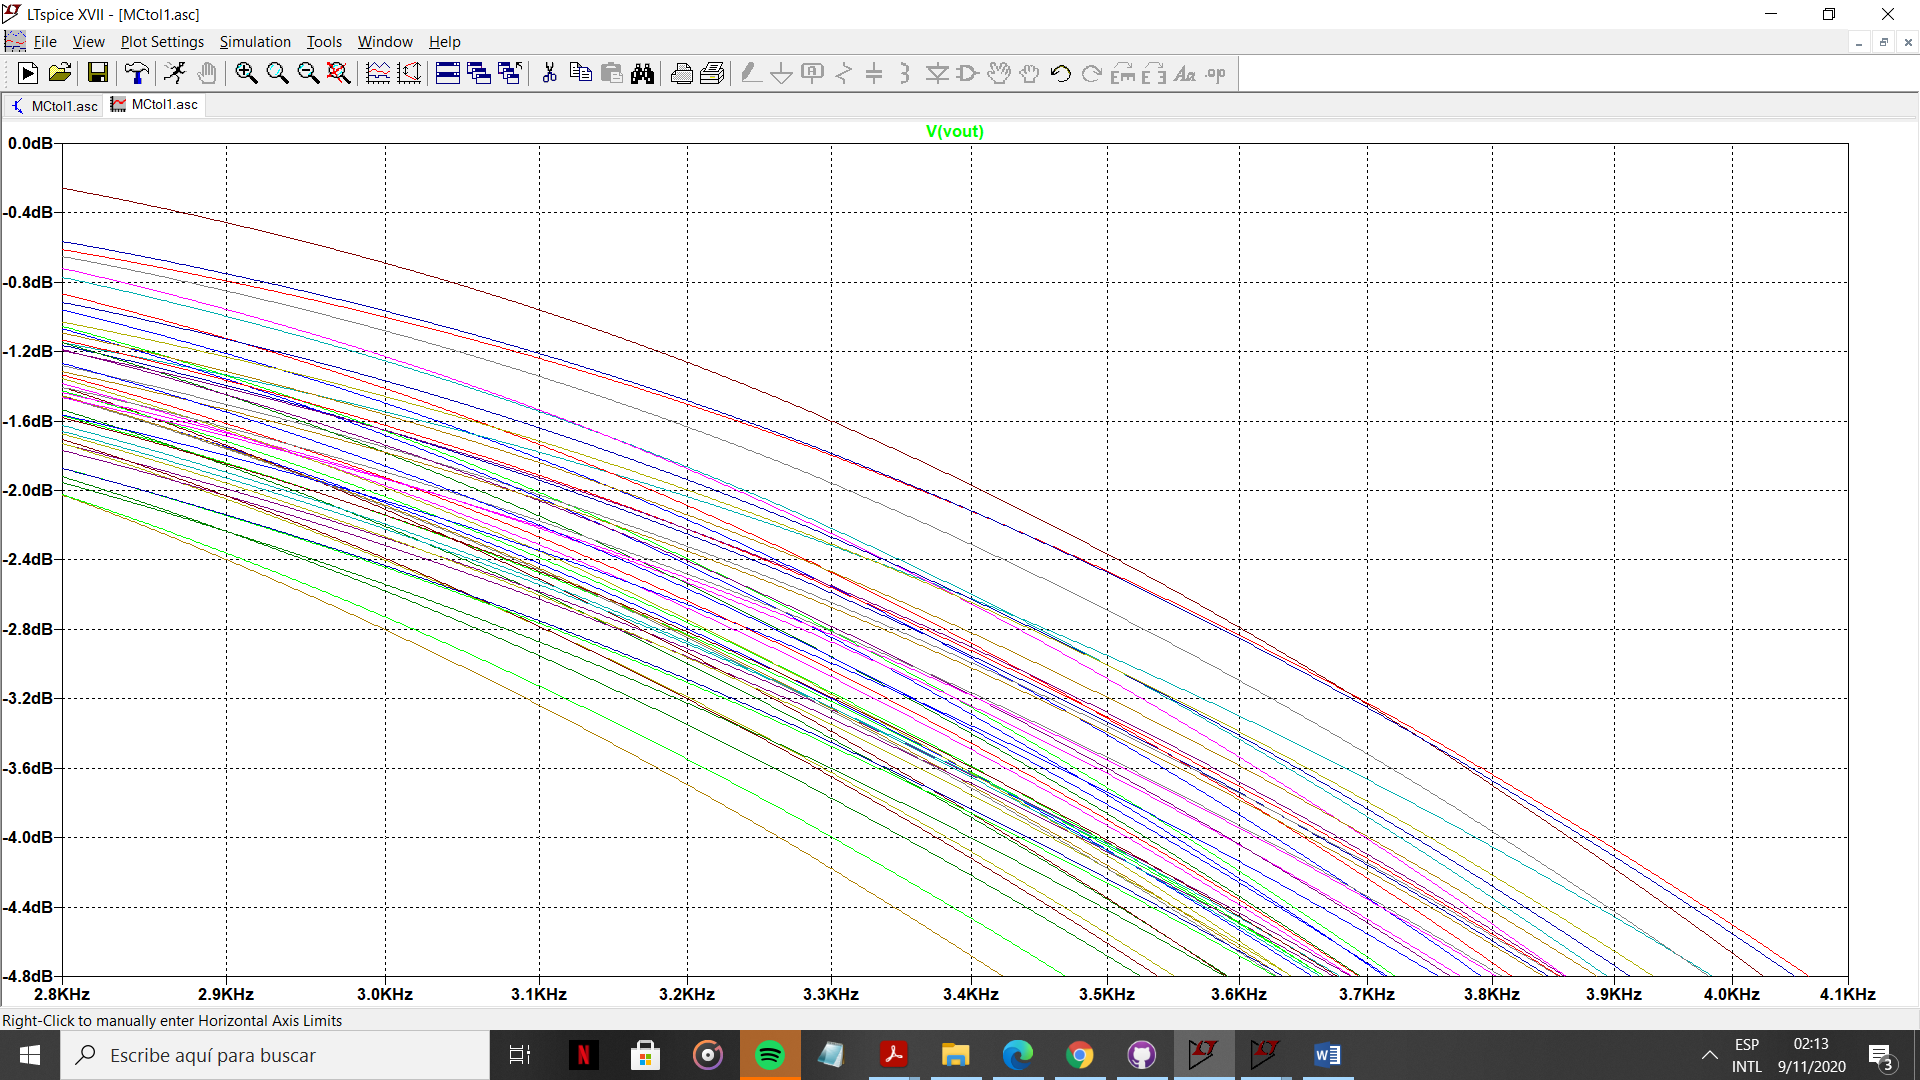 LTspice XVII - [MCtol1.asc]
File View Plot Settings Simulation Tools Window Help
MCtol1.asc MCtol1.asc
V(vout)
0.0dB
-0.4dB
-0.8dB
-1.2dB
-1.6dB
-2.0dB
-2.4dB
-2.8dB
-3.2dB
-3.6dB
-4.0dB
-4.4dB
-4.8dB
2.8KHz 2.9KHz 3.0KHz 3.1KHz 3.2KHz 3.3KHz 3.4KHz 3.5KHz 3.6KHz 3.7KHz 3.8KHz 3.9KHz 4.0KHz 4.1KHz
Right-Click to manually enter Horizontal Axis Limits
Escribe aquí para buscar
ESP 02:13
INTL 9/11/2020 3